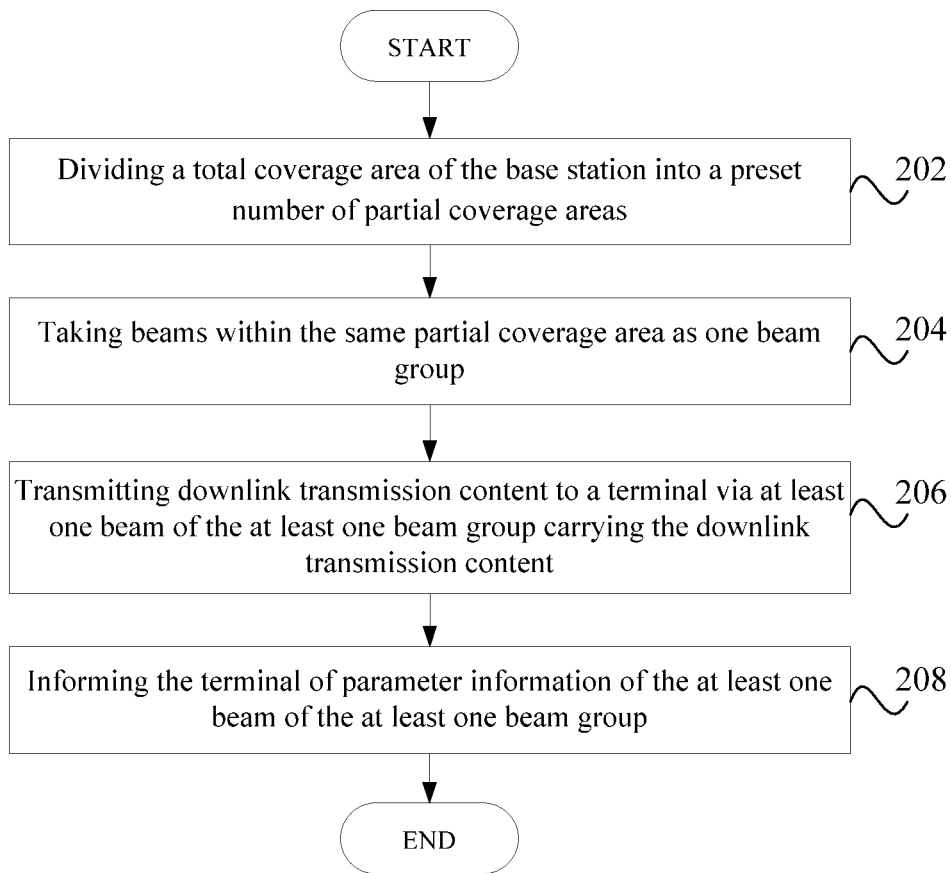 START
Dividing a total coverage area of the base station into a preset
number of partial coverage areas
202
Taking beams within the same partial coverage area as one beam
group
204
Transmitting downlink transmission content to a terminal via at least
one beam of the at least one beam group carrying the downlink
transmission content
206
Informing the terminal of parameter information of the at least one
beam of the at least one beam group
208
END